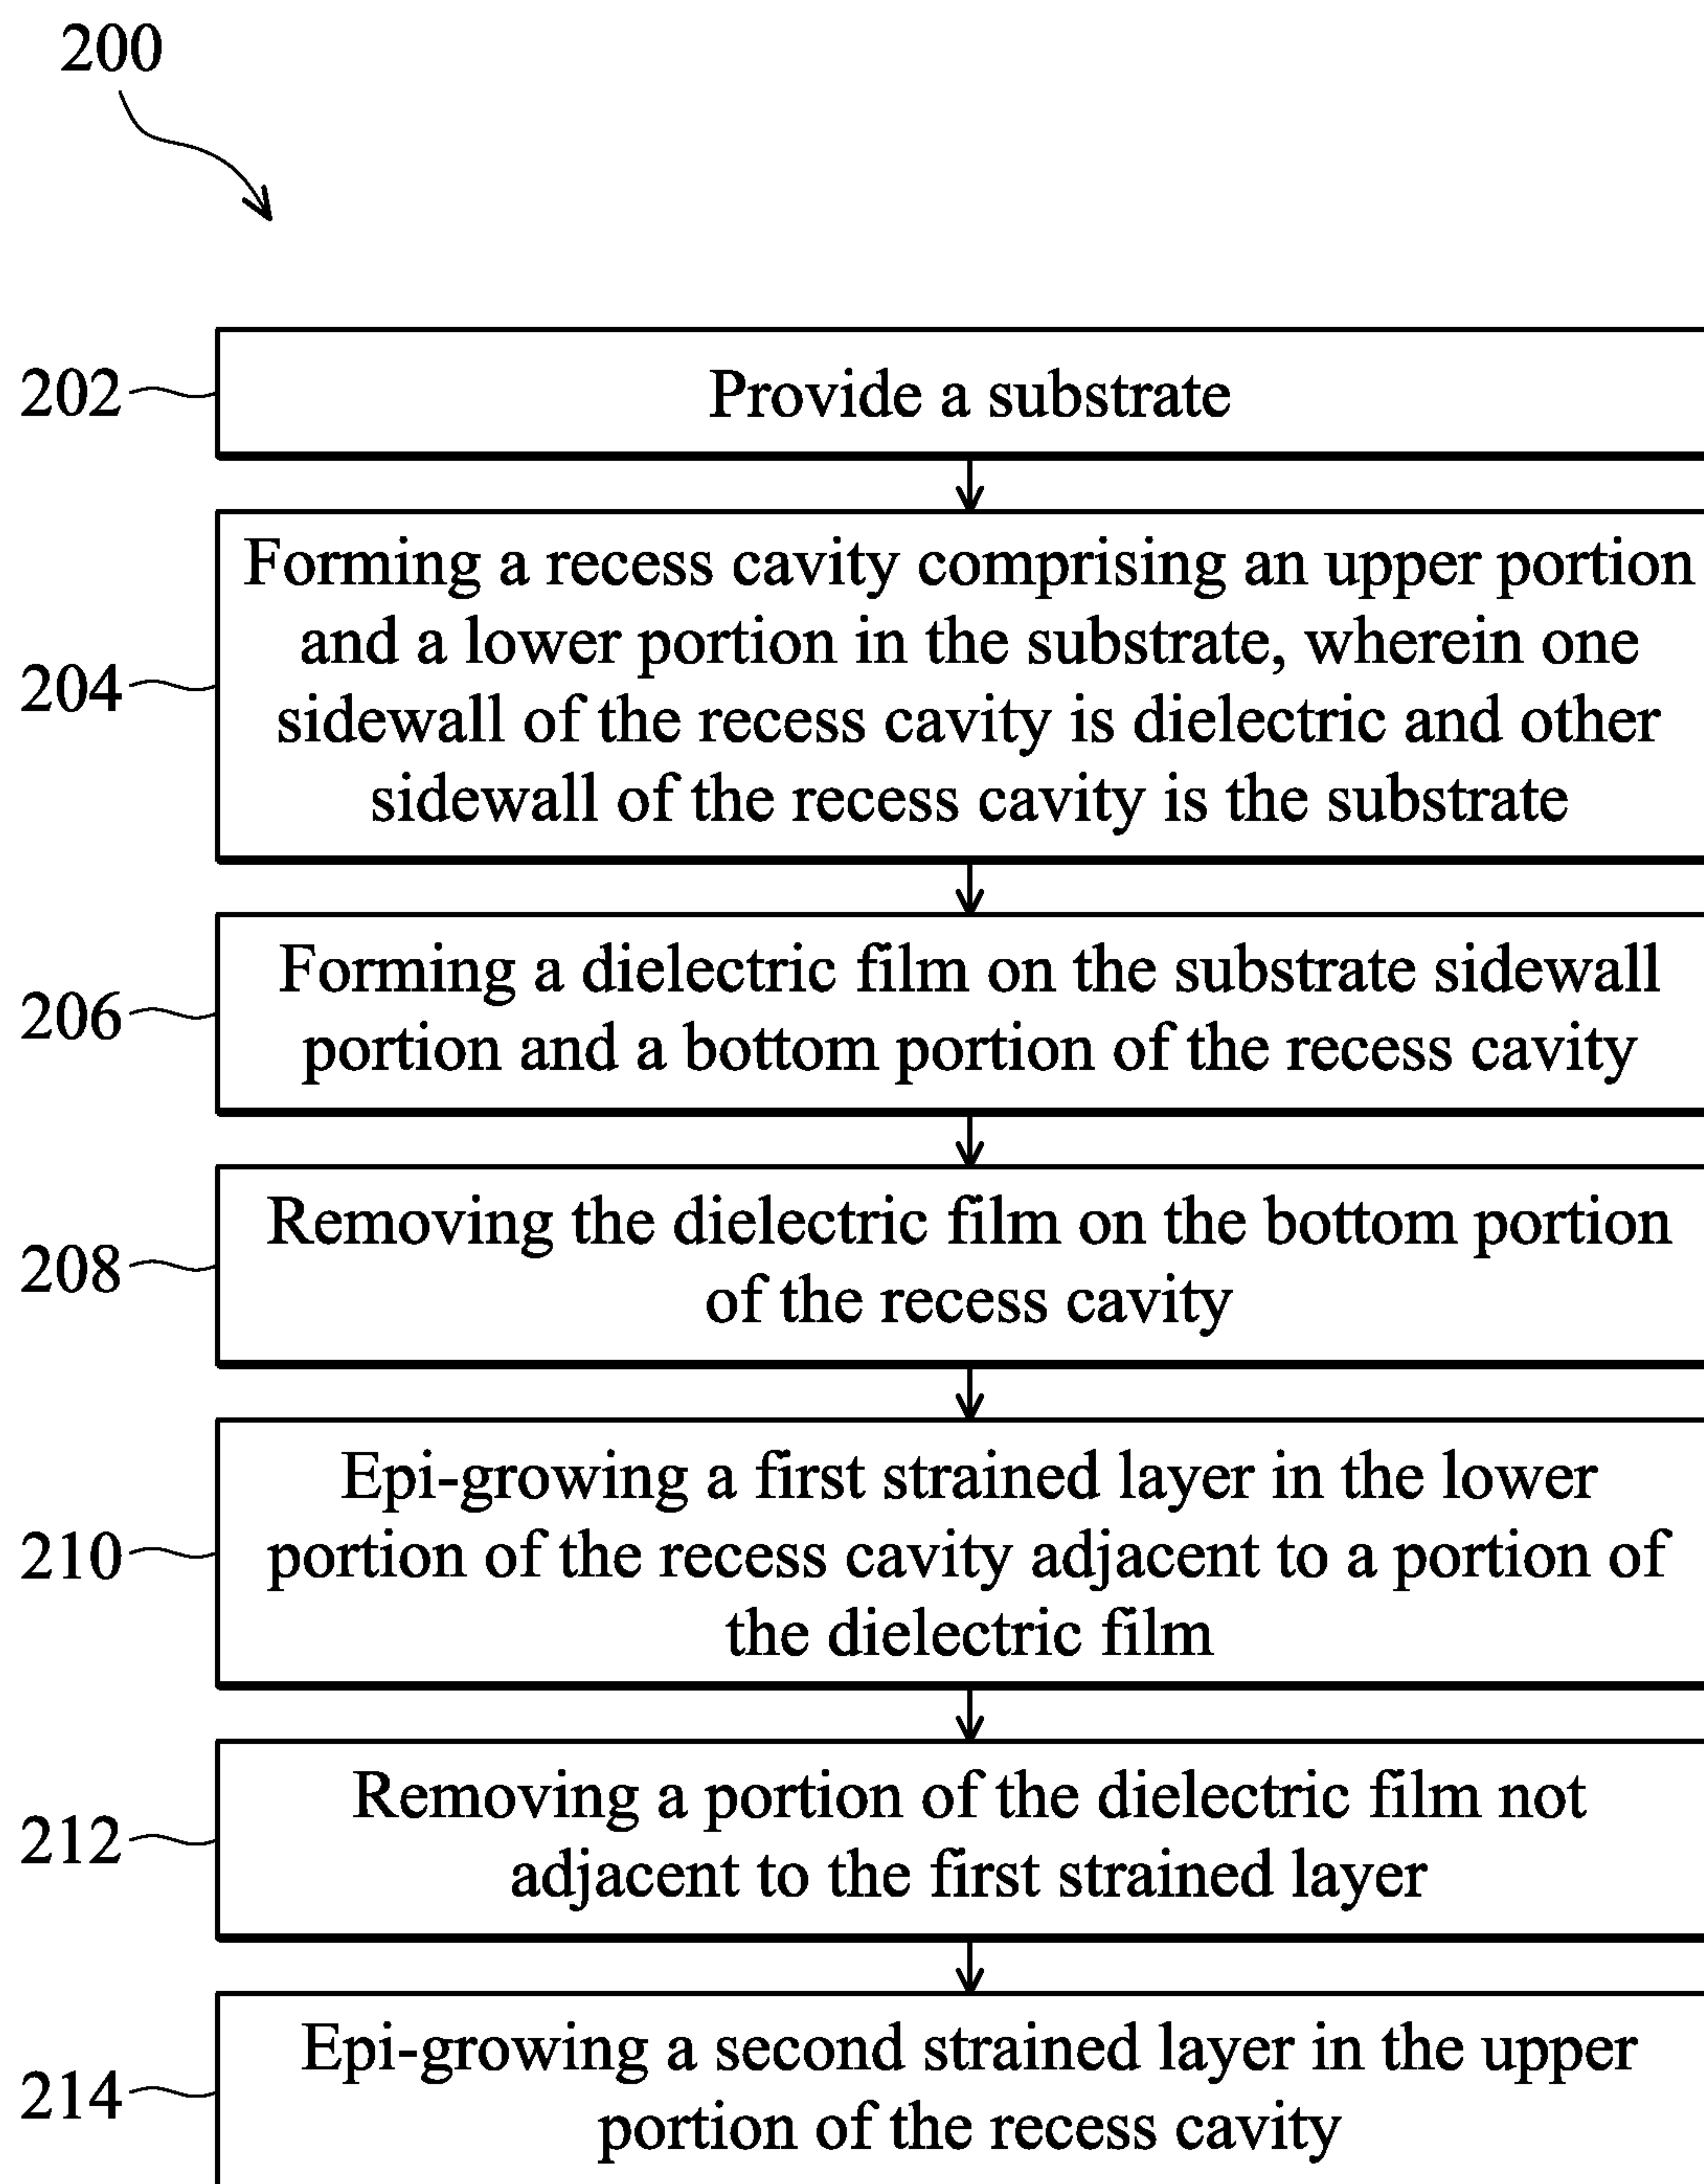 200
202
Provide a substrate
204
Forming a recess cavity comprising an upper portion
and a lower portion in the substrate, wherein one
sidewall of the recess cavity is dielectric and other
sidewall of the recess cavity is the substrate
206
Forming a dielectric film on the substrate sidewall
portion and a bottom portion of the recess cavity
208
Removing the dielectric film on the bottom portion
of the recess cavity
210
Epi-growing a first strained layer in the lower
portion of the recess cavity adjacent to a portion of
the dielectric film
212
Removing a portion of the dielectric film not
adjacent to the first strained layer
214
Epi-growing a second strained layer in the upper
portion of the recess cavity